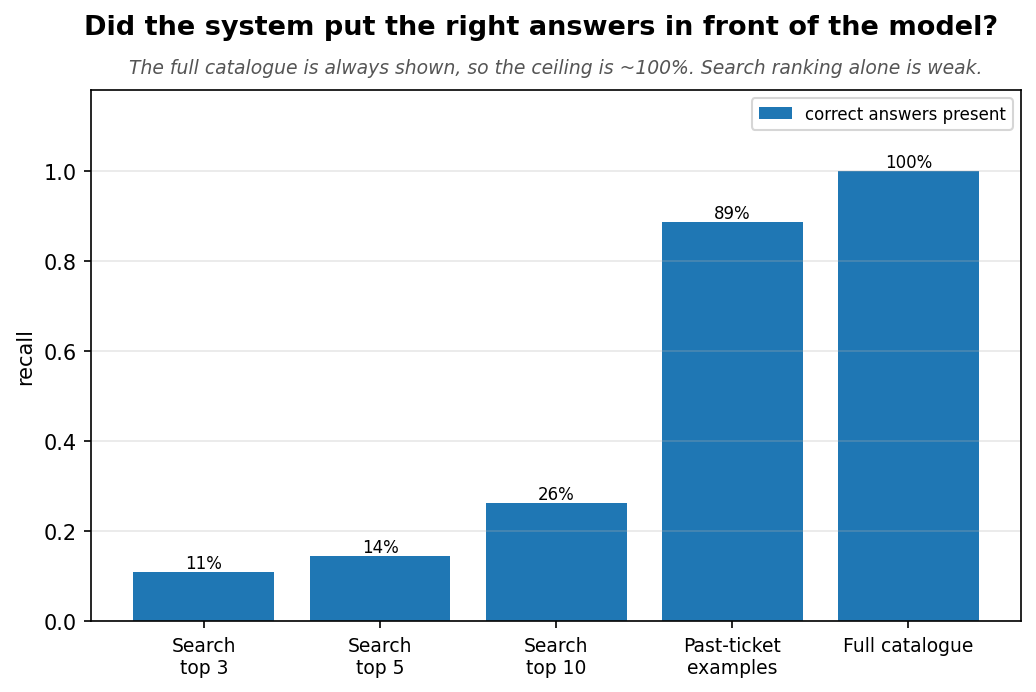 Did the system put the right answers in front of the model?
The full catalogue is always shown, so the ceiling is ~100%. Search ranking alone is weak.
correct answers present
recall
1.0
0.8
0.6
0.4
0.2
0.0
11%
14%
26%
89%
100%
Search
top 3
Search
top 5
Search
top 10
Past-ticket
examples
Full catalogue